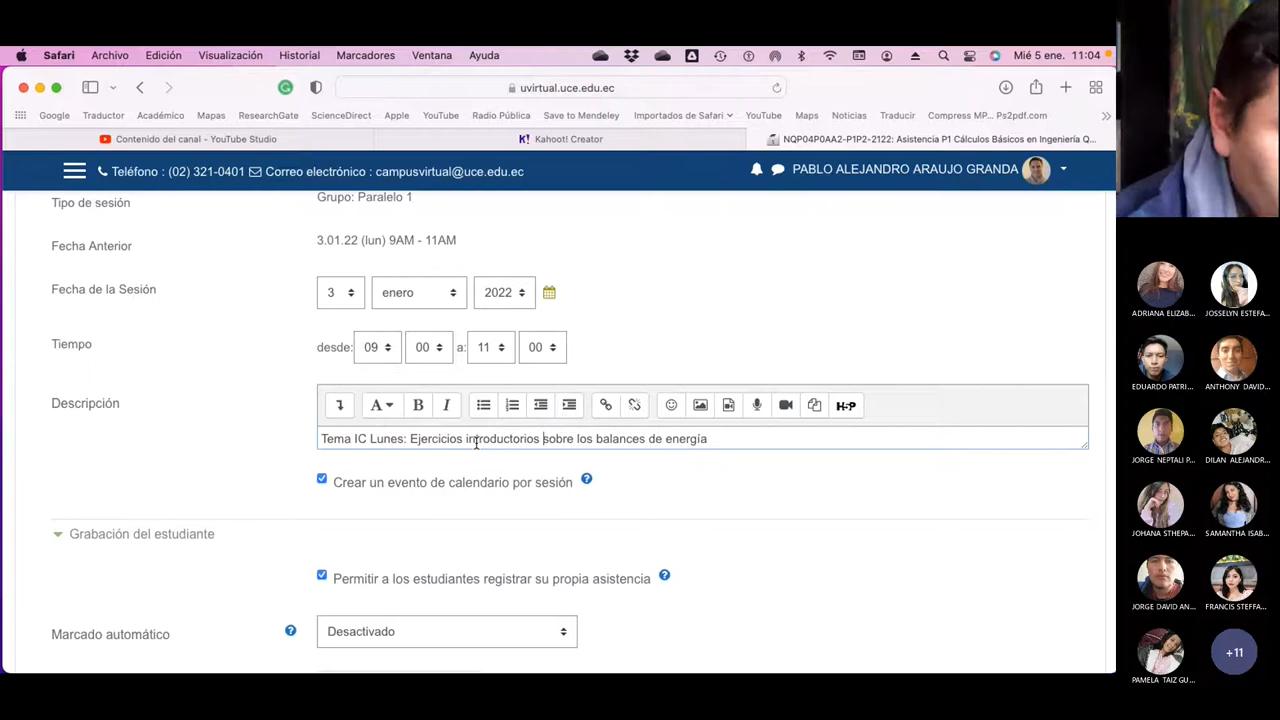 Safari Archivo Edición Visualización Historial Marcadores Ventana Ayuda Mié 5 ene. 11:04
uvirtual.uce.edu.ec
Google Traductor Académico Mapas ResearchGate ScienceDirect Apple YouTube Radio Pública Save to Mendeley Importados de Safari YouTube Maps Noticias Traducir Compress MP... Ps2pdf.com
Contenido del canal - YouTube Studio
Kahoot! Creator
NQP04P0AA2-P1P2-2122: Asistencia P1 Cálculos Básicos en Ingeniería Q...
Teléfono : (02) 321-0401 Correo electrónico : campusvirtual@uce.edu.ec
PABLO ALEJANDRO ARAUJO GRANDA
Tipo de sesión
Grupo: Paralelo 1
Fecha Anterior
3.01.22 (lun) 9AM - 11AM
Fecha de la Sesión
3 enero 2022
Tiempo
desde: 09 00 a: 11 00
Descripción
A B I H-P
Tema IC Lunes: Ejercicios introductorios sobre los balances de energía
Crear un evento de calendario por sesión
Grabación del estudiante
Permitir a los estudiantes registrar su propia asistencia
Marcado automático
Desactivado
ADRIANA ELIZAB... JOSSELYN ESTEFA...
EDUARDO PATRI... ANTHONY DAVID...
JORGE NEPTALI P... DILAN ALEJANDR...
JOHANA STHEPA... SAMANTHA ISAB...
JORGE DAVID AN... FRANCIS STEFFA...
PAMELA TAIZ GU... +11